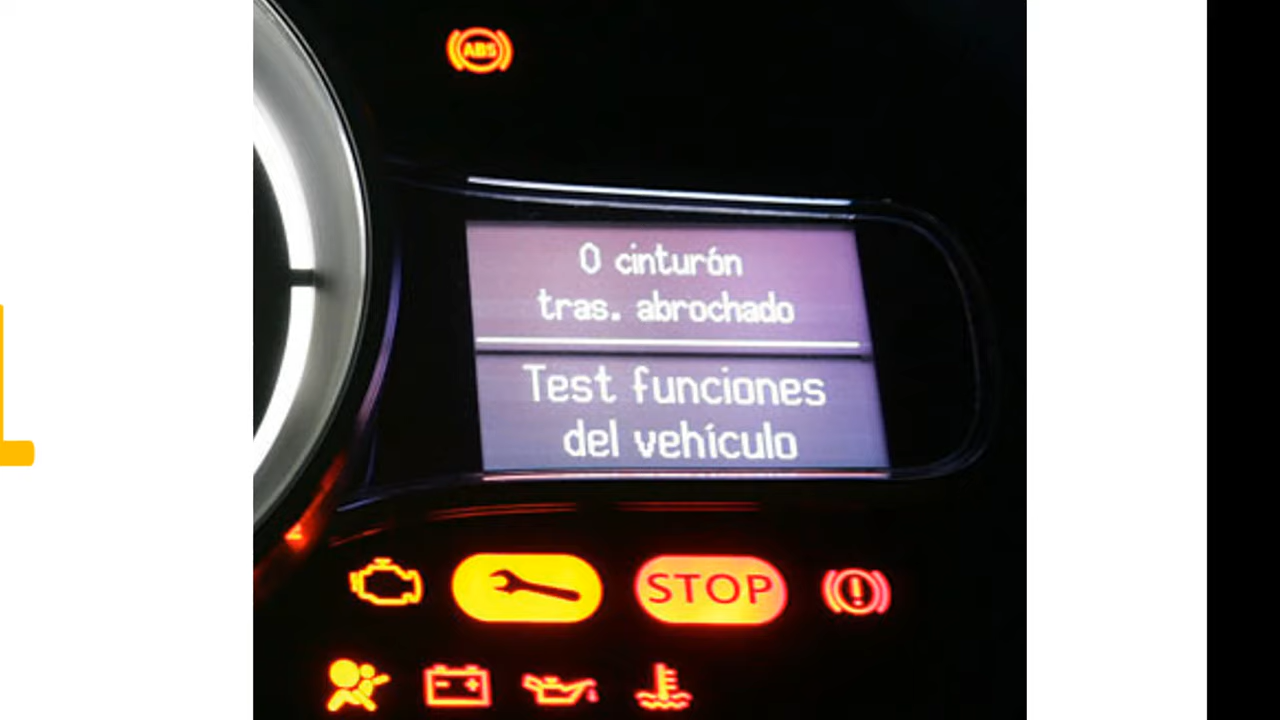 ABS
0 cinturón
tras. abrochado
Test funciones
del vehículo
STOP